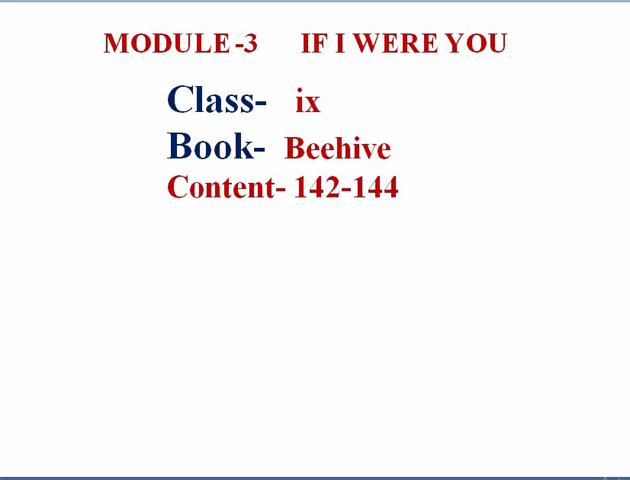 MODULE -3 IF I WERE YOU
Class- ix
Book- Beehive
Content- 142-144